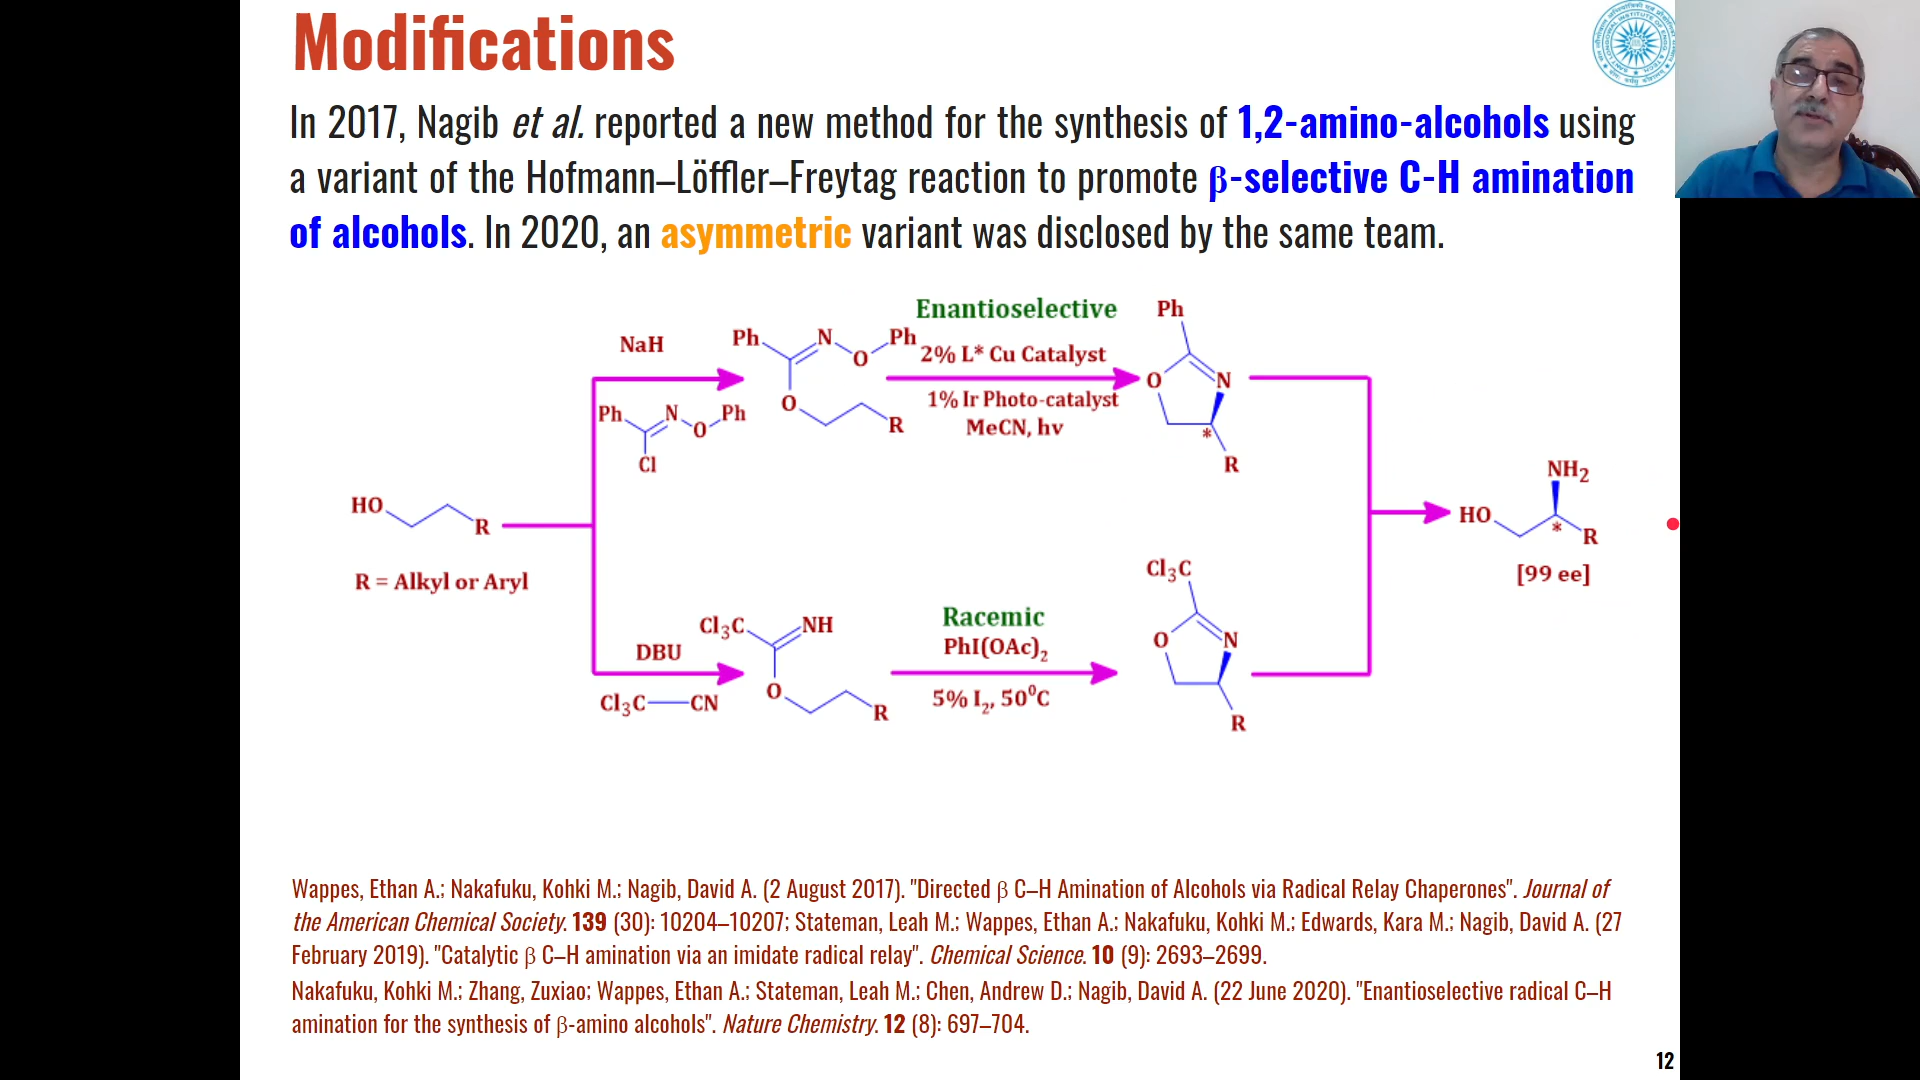 Modifications
In 2017, Nagib et al. reported a new method for the synthesis of 1,2-amino-alcohols using
a variant of the Hofmann–Löffler–Freytag reaction to promote β-selective C-H amination
of alcohols. In 2020, an asymmetric variant was disclosed by the same team.
NaH
Ph N O Ph
O R
Ph N O Ph
Cl
Enantioselective
2% L* Cu Catalyst
1% Ir Photo-catalyst
MeCN, hv
Ph
O N
*
R
HO R
R = Alkyl or Aryl
NH2
HO * R
[99 ee]
DBU
Cl3C CN
Cl3C NH
O R
Racemic
PhI(OAc)2
5% I2, 50⁰C
Cl3C
O N
R
Wappes, Ethan A.; Nakafuku, Kohki M.; Nagib, David A. (2 August 2017). "Directed β C–H Amination of Alcohols via Radical Relay Chaperones". Journal of
the American Chemical Society. 139 (30): 10204–10207; Stateman, Leah M.; Wappes, Ethan A.; Nakafuku, Kohki M.; Edwards, Kara M.; Nagib, David A. (27
February 2019). "Catalytic β C–H amination via an imidate radical relay". Chemical Science. 10 (9): 2693–2699.
Nakafuku, Kohki M.; Zhang, Zuxiao; Wappes, Ethan A.; Stateman, Leah M.; Chen, Andrew D.; Nagib, David A. (22 June 2020). "Enantioselective radical C–H
amination for the synthesis of β-amino alcohols". Nature Chemistry. 12 (8): 697–704.
12